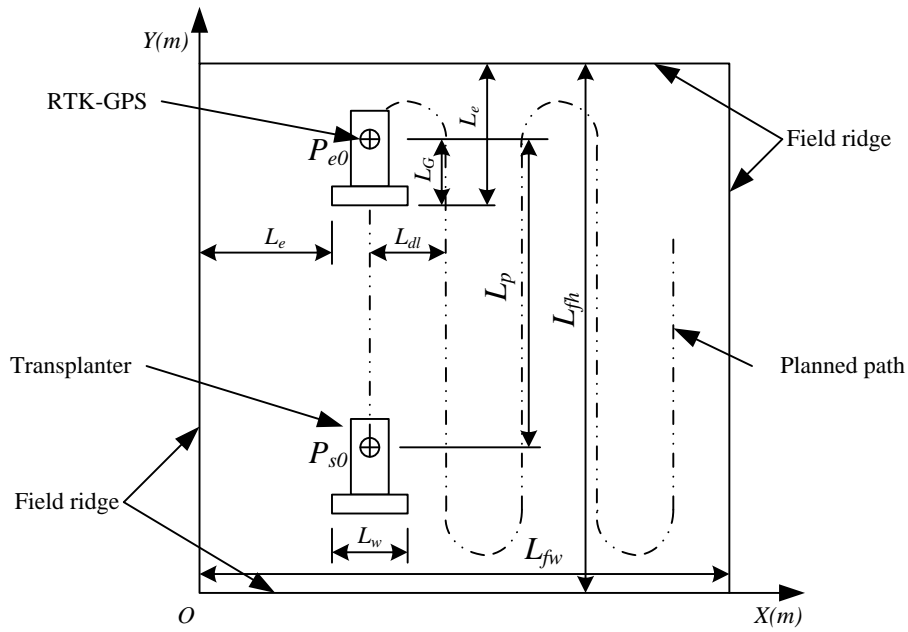 Y(m)
RTK-GPS
Pe0
Le
LG
Field ridge
Le
Ldl
Lp
Lfh
Transplanter
Planned path
Ps0
Field ridge
Lw
Lfw
O
X(m)